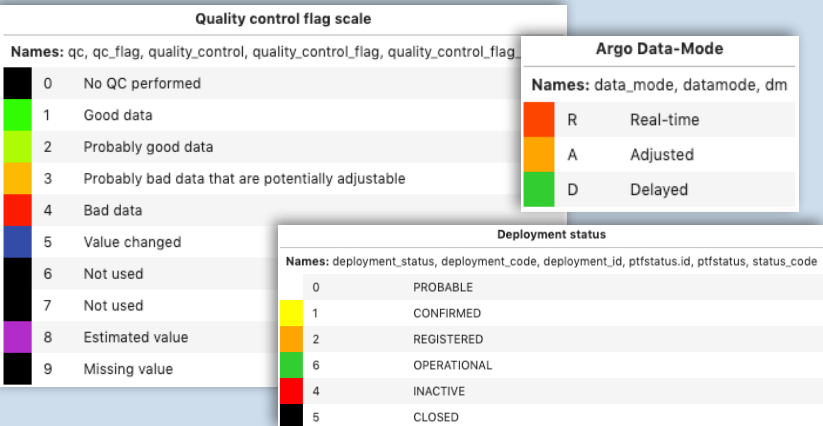 Quality control flag scale
Names: qc, qc_flag, quality_control, quality_control_flag, quality_control_flag_
0 No QC performed
1 Good data
2 Probably good data
3 Probably bad data that are potentially adjustable
4 Bad data
5 Value changed
6 Not used
7 Not used
8 Estimated value
9 Missing value
Argo Data-Mode
Names: data_mode, datamode, dm
R Real-time
A Adjusted
D Delayed
Deployment status
Names: deployment_status, deployment_code, deployment_id, ptfstatus.id, ptfstatus, status_code
0 PROBABLE
1 CONFIRMED
2 REGISTERED
6 OPERATIONAL
4 INACTIVE
5 CLOSED